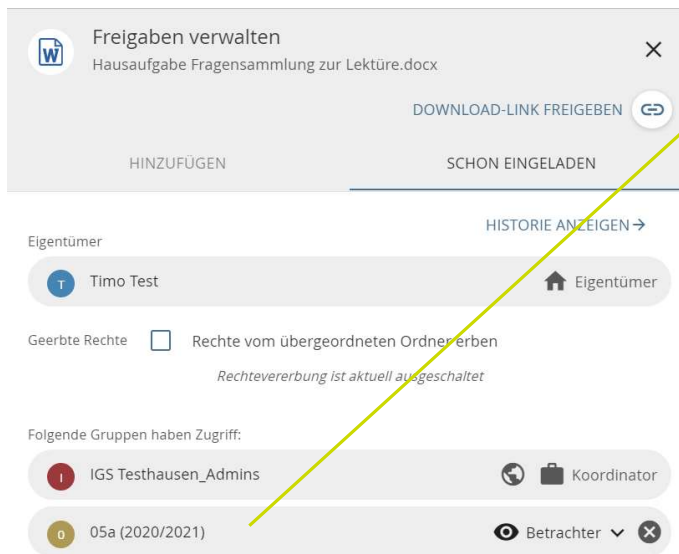 Freigaben verwalten
Hausaufgabe Fragensammlung zur Lektüre.docx
DOWNLOAD-LINK FREIGEBEN
HINZUFÜGEN
SCHON EINGELADEN
HISTORIE ANZEIGEN
Eigentümer
T Timo Test Eigentümer
Geerbte Rechte Rechte vom übergeordneten Ordner erben
Rechtevererbung ist aktuell ausgeschaltet
Folgende Gruppen haben Zugriff:
I IGS Testhausen_Admins Koordinator
0 05a (2020/2021) Betrachter